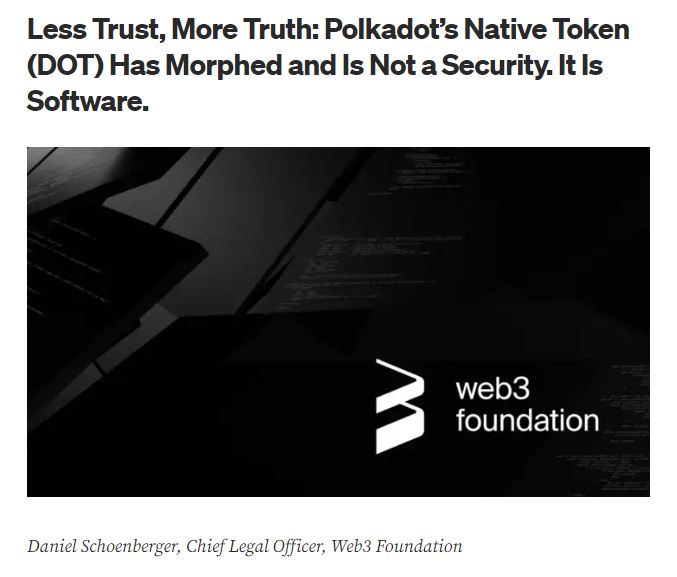 Less Trust, More Truth: Polkadot’s Native Token
(DOT) Has Morphed and Is Not a Security. It Is
Software.
web3
foundation
Daniel Schoenberger, Chief Legal Officer, Web3 Foundation